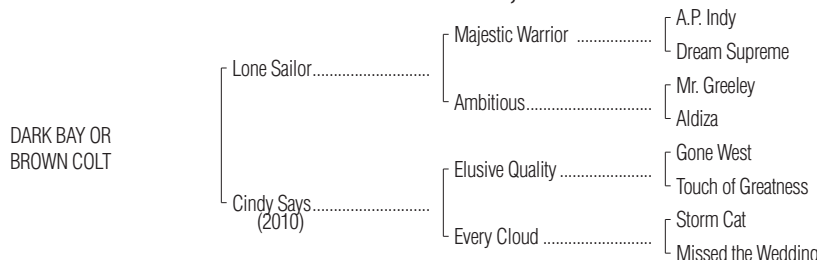 DARK BAY OR
BROWN COLT
Lone Sailor...........................
Cindy Says...........................
(2010)
Majestic Warrior ..................
Ambitious.............................
Elusive Quality .....................
Every Cloud .........................
A.P. Indy
Dream Supreme
Mr. Greeley
Aldiza
Gone West
Touch of Greatness
Storm Cat
Missed the Wedding